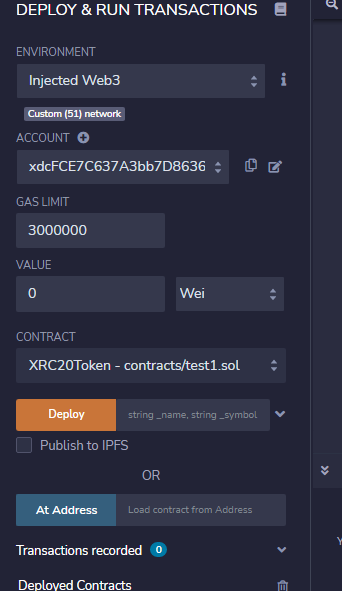 DEPLOY & RUN TRANSACTIONS
ENVIRONMENT
Injected Web3
Custom (51) network
ACCOUNT
xdcFCE7C637A3bb7D8636
GAS LIMIT
3000000
VALUE
0 Wei
CONTRACT
XRC20Token - contracts/test1.sol
Deploy string _name, string _symbol
Publish to IPFS
OR
At Address Load contract from Address
Transactions recorded 0
Deployed Contracts